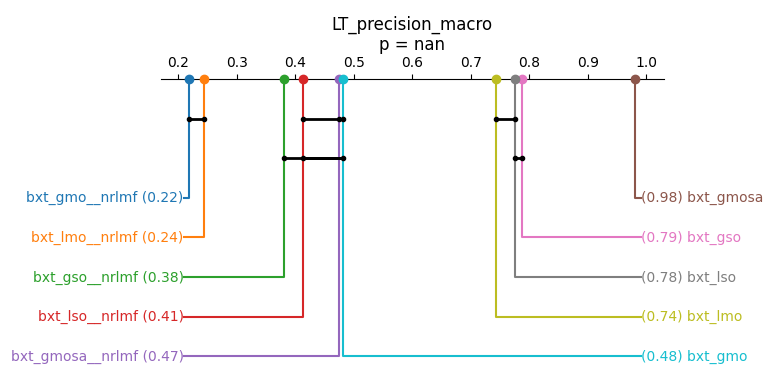 LT_precision_macro
p = nan
0.2 0.3 0.4 0.5 0.6 0.7 0.8 0.9 1.0
bxt_gmo__nrlmf (0.22) (0.98) bxt_gmosa
bxt_lmo__nrlmf (0.24) (0.79) bxt_gso
bxt_gso__nrlmf (0.38) (0.78) bxt_lso
bxt_lso__nrlmf (0.41) (0.74) bxt_lmo
bxt_gmosa__nrlmf (0.47) (0.48) bxt_gmo